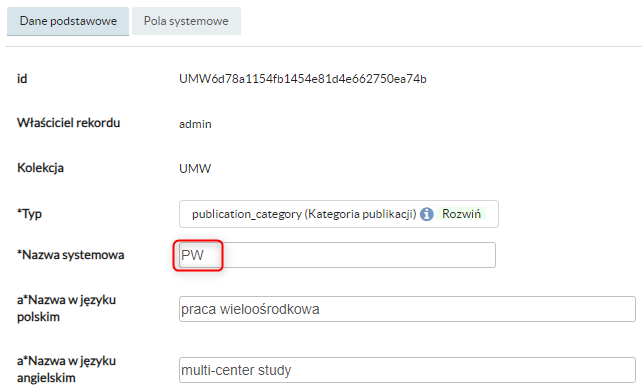 Dane podstawowe Pola systemowe
id UMW6d78a1154fb1454e81d4e662750ea74b
Właściciel rekordu admin
Kolekcja UMW
*Typ publication_category (Kategoria publikacji) i Rozwiń
*Nazwa systemowa PW
a*Nazwa w języku
polskim praca wieloośrodkowa
a*Nazwa w języku
angielskim multi-center study